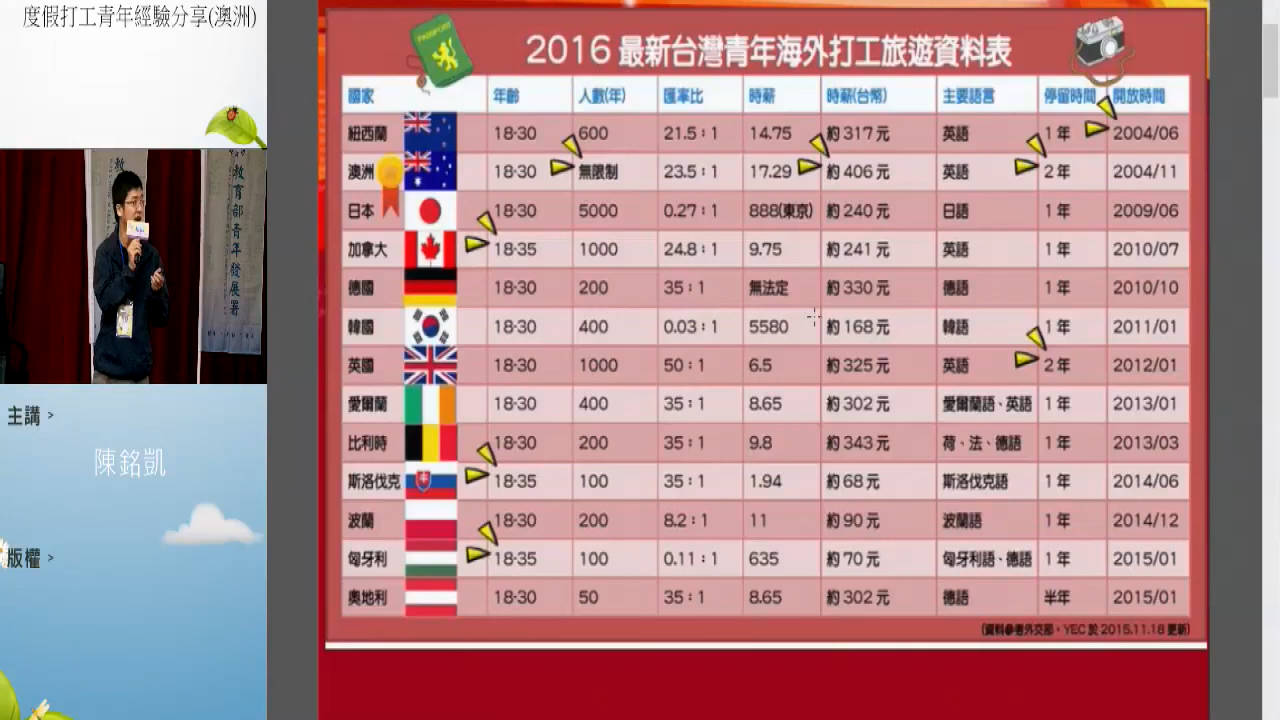 度假打工青年經驗分享(澳洲)
教育部青年發展署
主講 >
陳銘凱
版權 >
PASSPORT
2016 最新台灣青年海外打工旅遊資料表
國家 年齡 人數(年) 匯率比 時薪 時薪(台幣) 主要語言 停留時間 開放時間
紐西蘭 18-30 600 21.5:1 14.75 約 317 元 英語 1 年 2004/06
澳洲 18-30 無限制 23.5:1 17.29 約 406 元 英語 2 年 2004/11
日本 18-30 5000 0.27:1 888(東京) 約 240 元 日語 1 年 2009/06
加拿大 18-35 1000 24.8:1 9.75 約 241 元 英語 1 年 2010/07
德國 18-30 200 35:1 無法定 約 330 元 德語 1 年 2010/10
韓國 18-30 400 0.03:1 5580 約 168 元 韓語 1 年 2011/01
英國 18-30 1000 50:1 6.5 約 325 元 英語 2 年 2012/01
愛爾蘭 18-30 400 35:1 8.65 約 302 元 愛爾蘭語、英語 1 年 2013/01
比利時 18-30 200 35:1 9.8 約 343 元 荷、法、德語 1 年 2013/03
斯洛伐克 18-35 100 35:1 1.94 約 68 元 斯洛伐克語 1 年 2014/06
波蘭 18-30 200 8.2:1 11 約 90 元 波蘭語 1 年 2014/12
匈牙利 18-35 100 0.11:1 635 約 70 元 匈牙利語、德語 1 年 2015/01
奧地利 18-30 50 35:1 8.65 約 302 元 德語 半年 2015/01
(資料參考外交部,YEC 於 2015.11.18 更新)